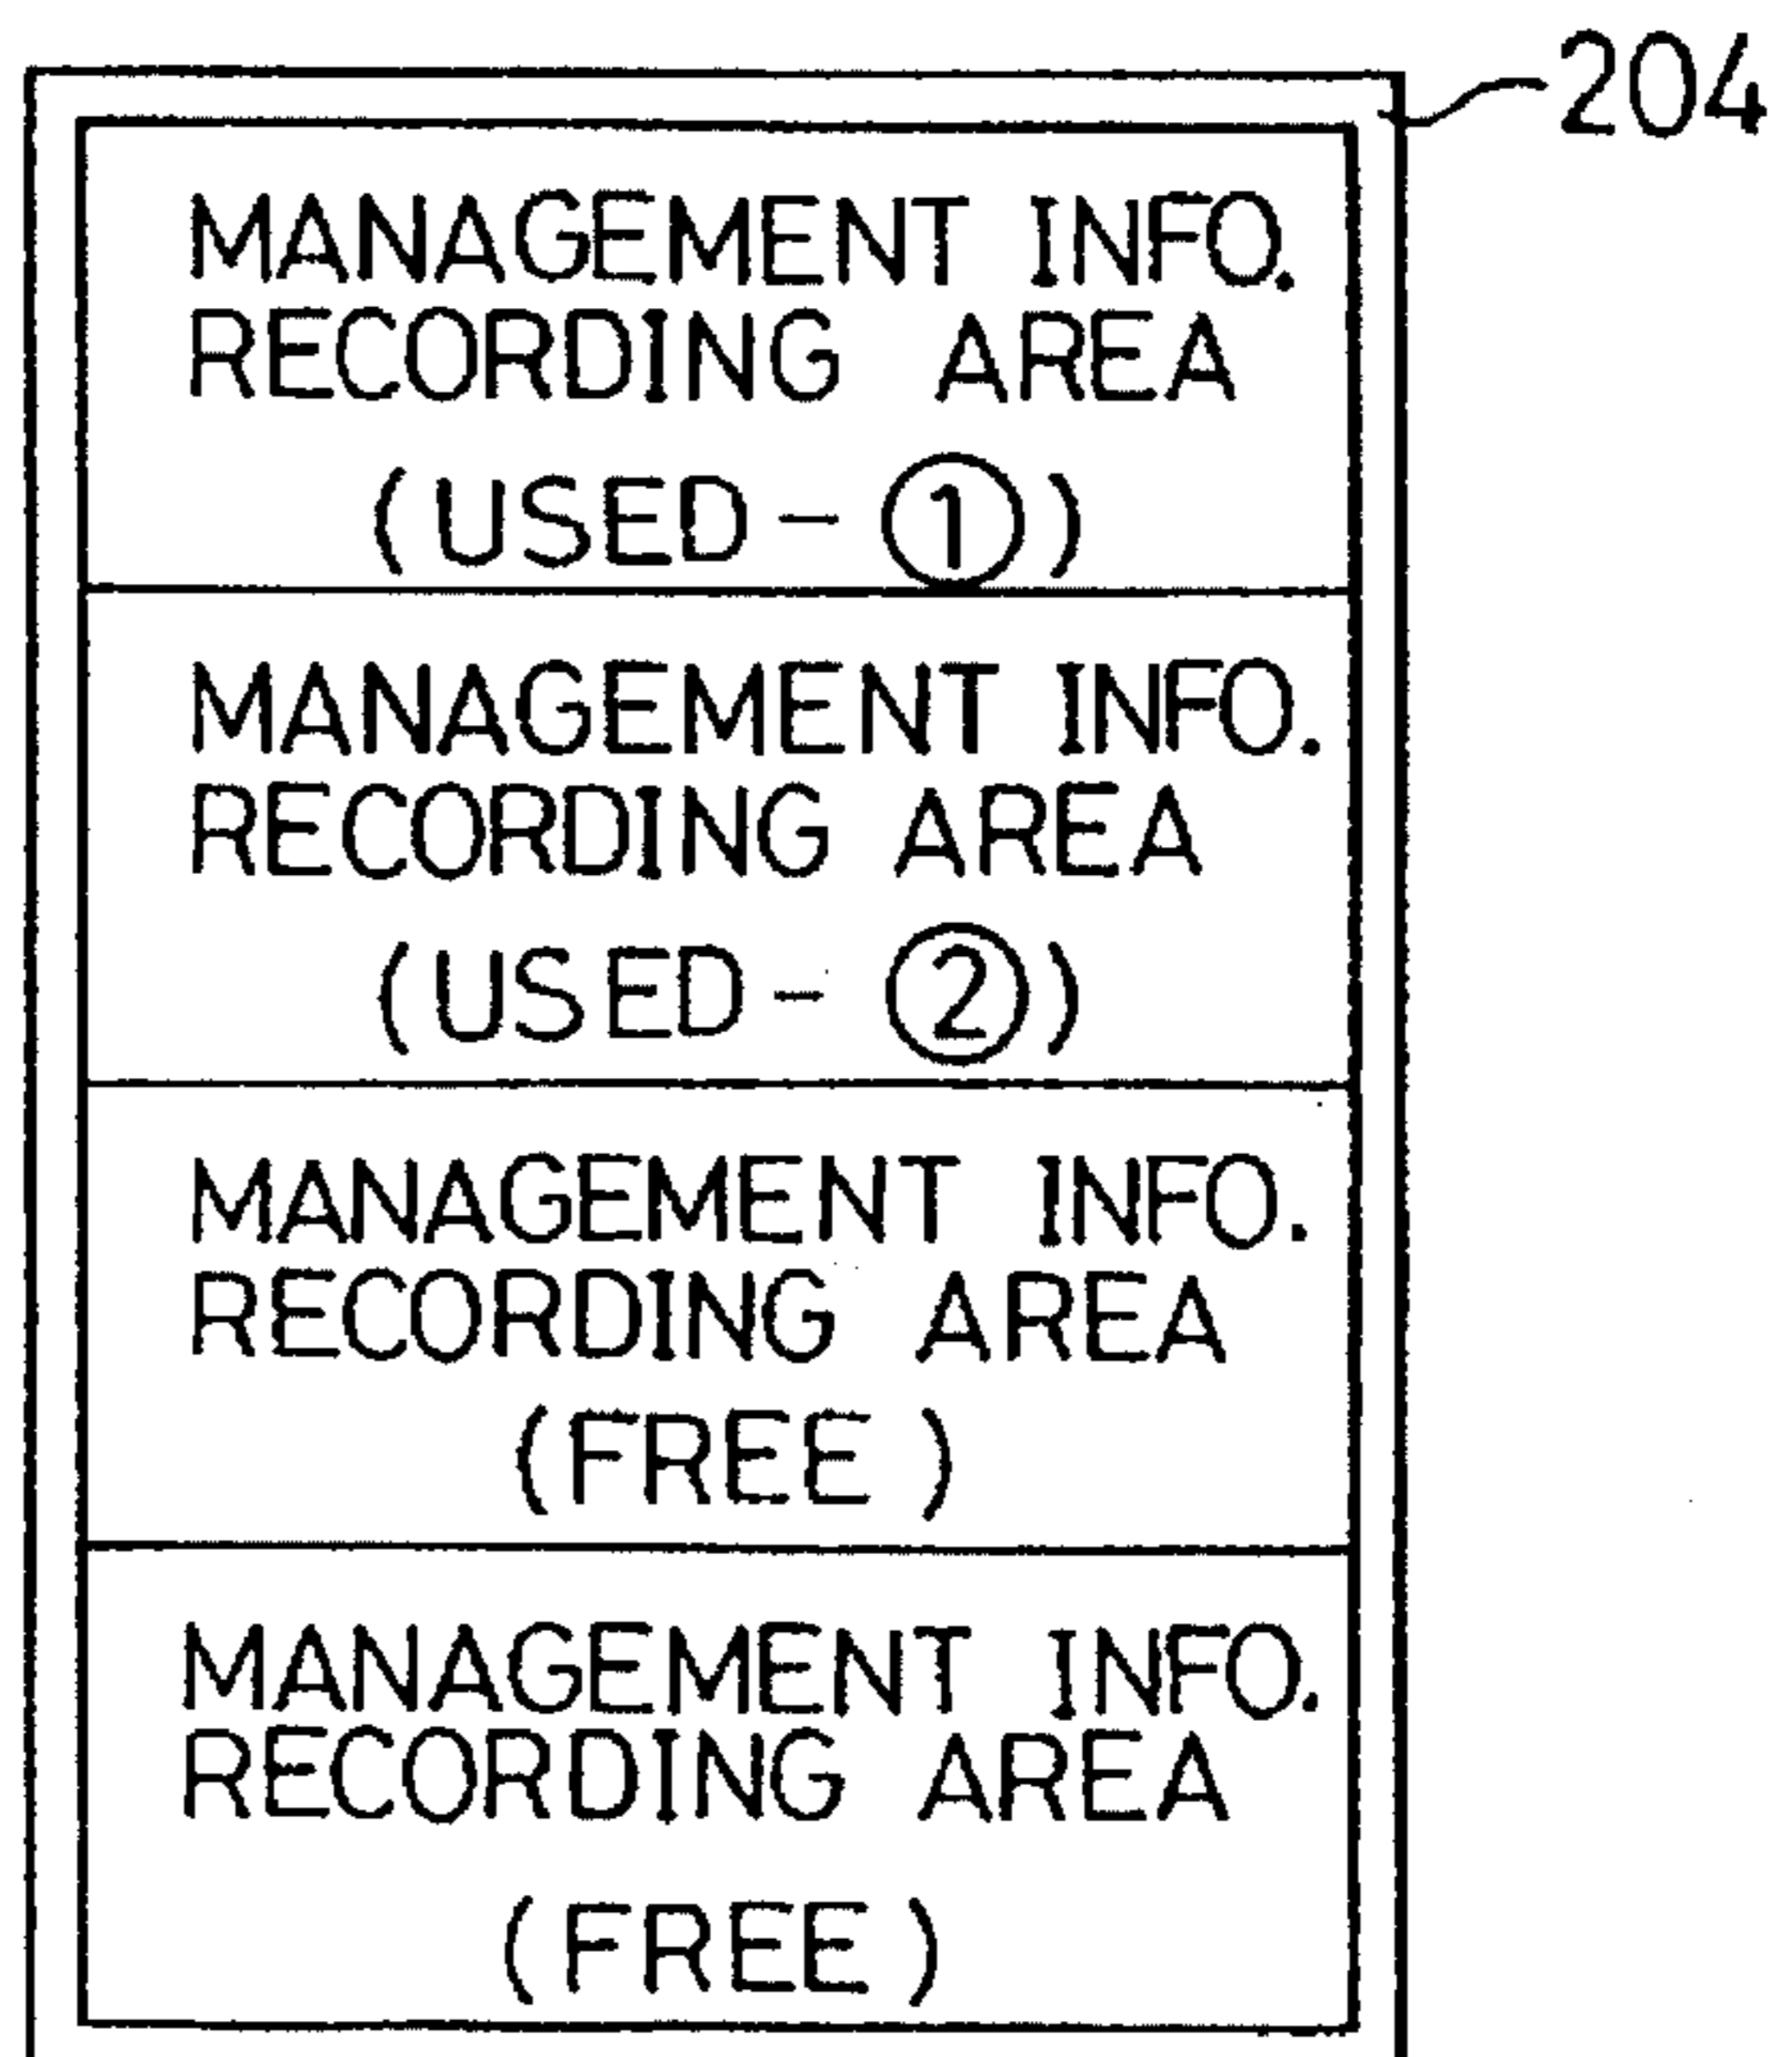 204
MANAGEMENT INFO.
RECORDING AREA
(USED-①)
MANAGEMENT INFO.
RECORDING AREA
(USED-②)
MANAGEMENT INFO.
RECORDING AREA
(FREE)
MANAGEMENT INFO.
RECORDING AREA
(FREE)